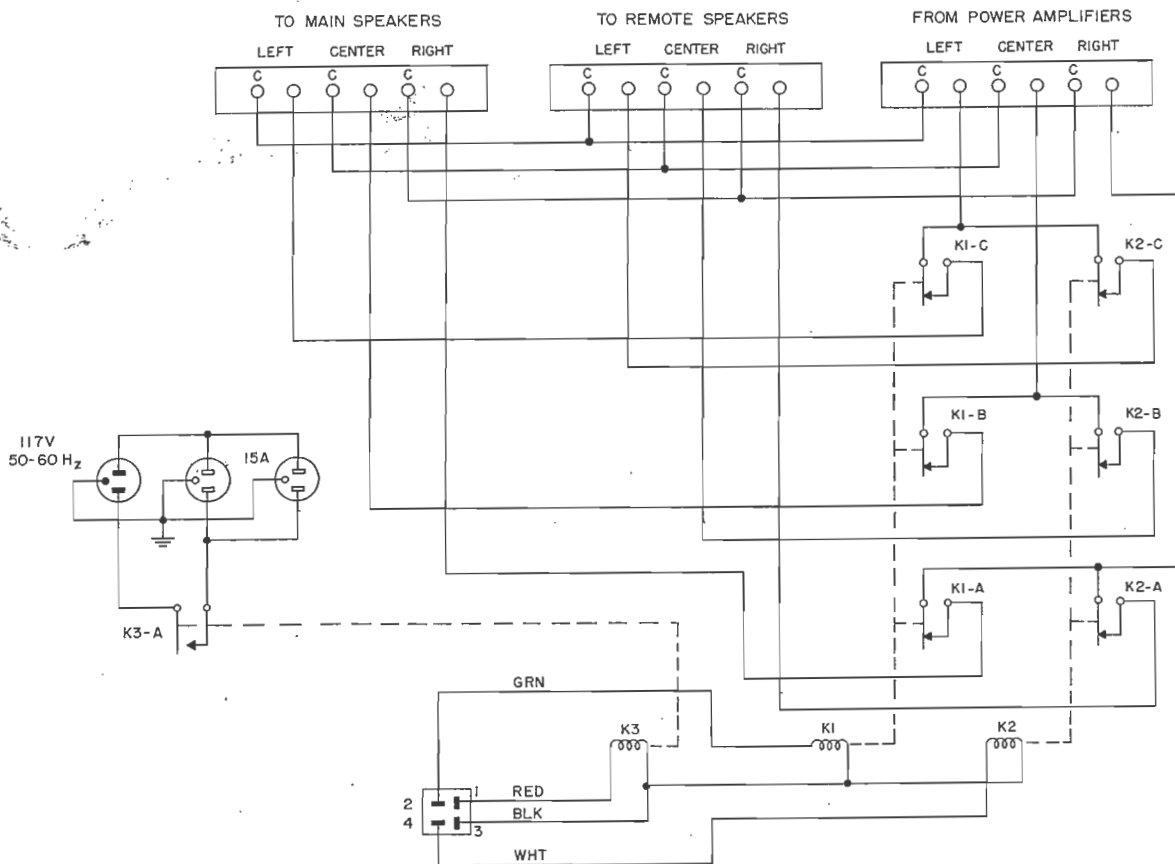 TO MAIN SPEAKERS
TO REMOTE SPEAKERS
FROM POWER AMPLIFIERS
LEFT CENTER RIGHT
LEFT CENTER RIGHT
LEFT CENTER RIGHT
C C C
C C C
C C C
K1-C
K2-C
K1-B
K2-B
117V
50-60 Hz
15A
K1-A
K2-A
K3-A
GRN
K3
K1
K2
1
RED
2
BLK
4
3
WHT